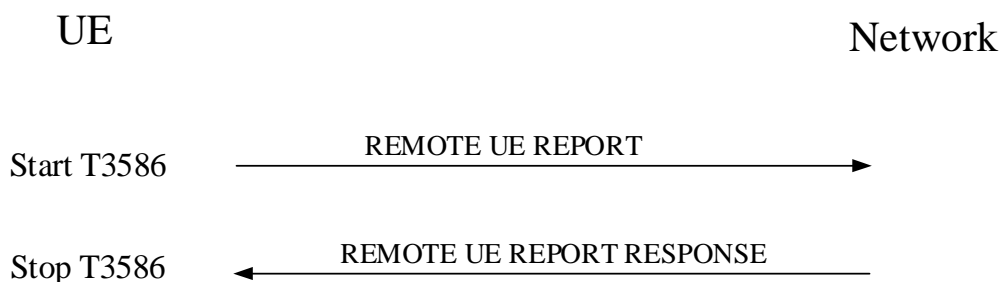 UE
Network
REMOTE UE REPORT
Start T3586
REMOTE UE REPORT RESPONSE
Stop T3586